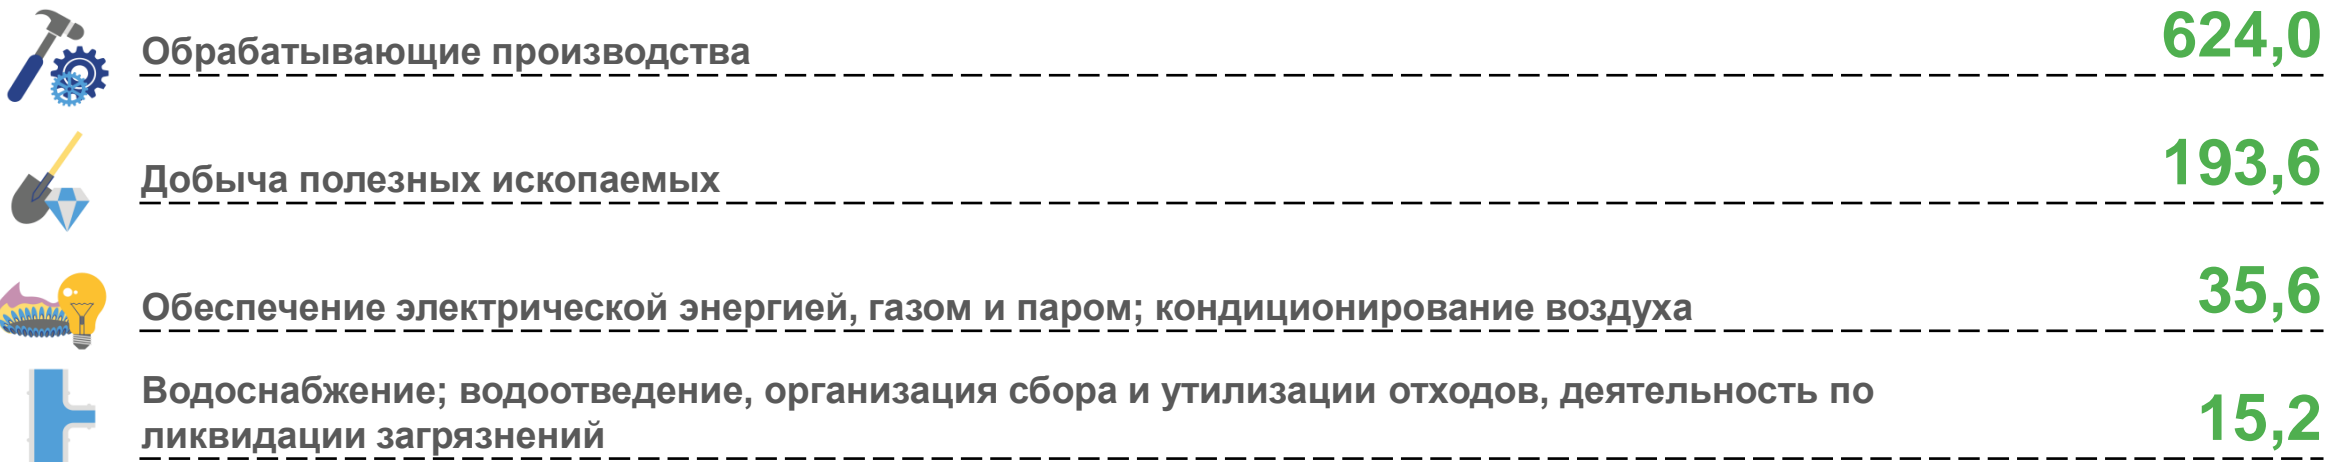 Обрабатывающие производства 624,0
Добыча полезных ископаемых 193,6
Обеспечение электрической энергией, газом и паром; кондиционирование воздуха 35,6
Водоснабжение; водоотведение, организация сбора и утилизации отходов, деятельность по
ликвидации загрязнений 15,2